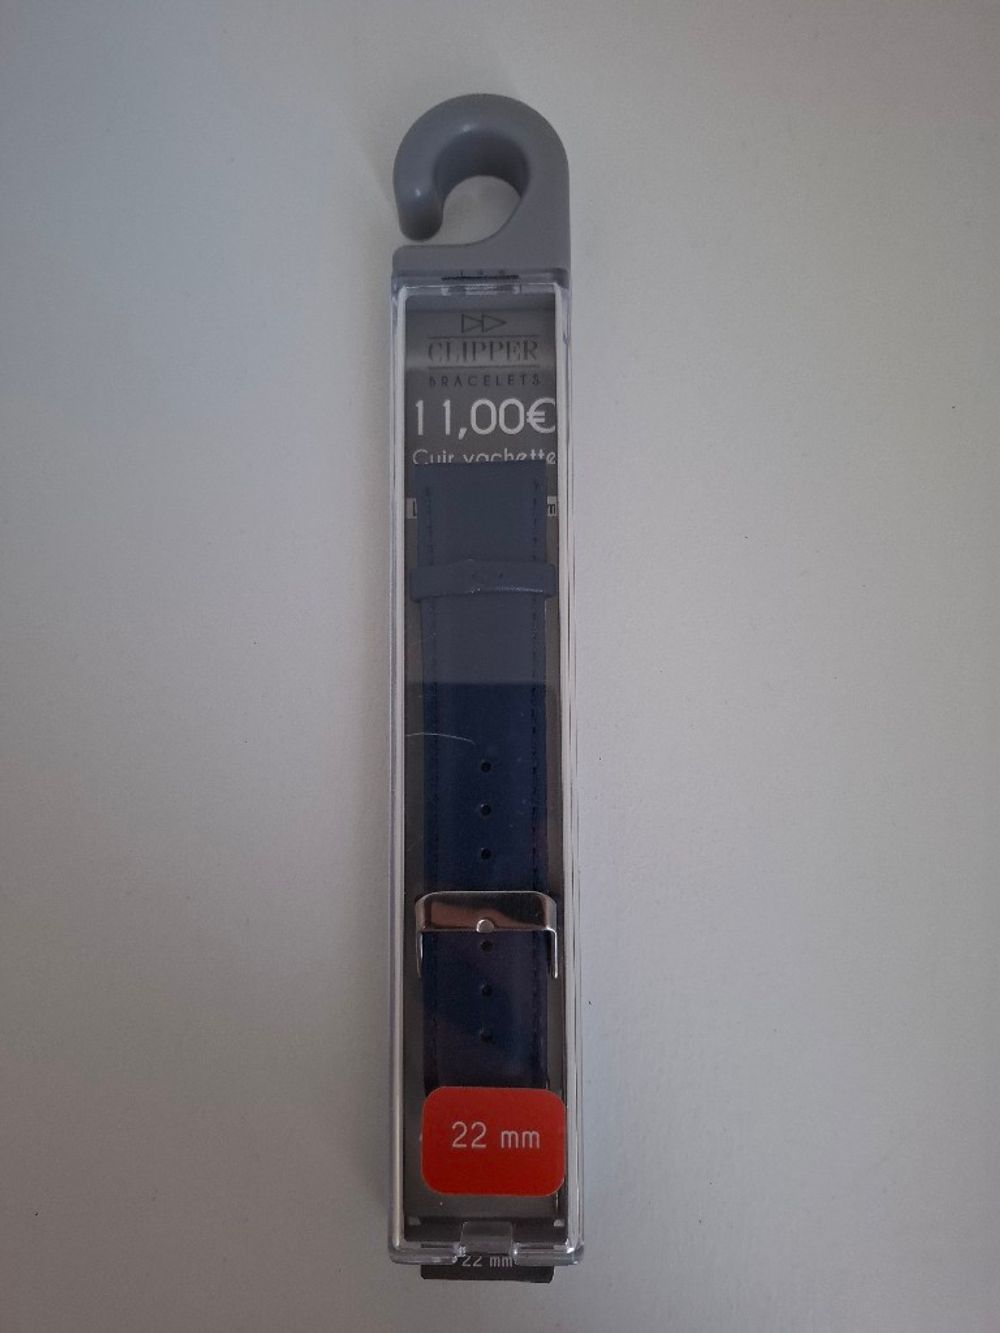 CLIPPER
BRACELETS
11,00€
Cuir vachette
22 mm
22 mm